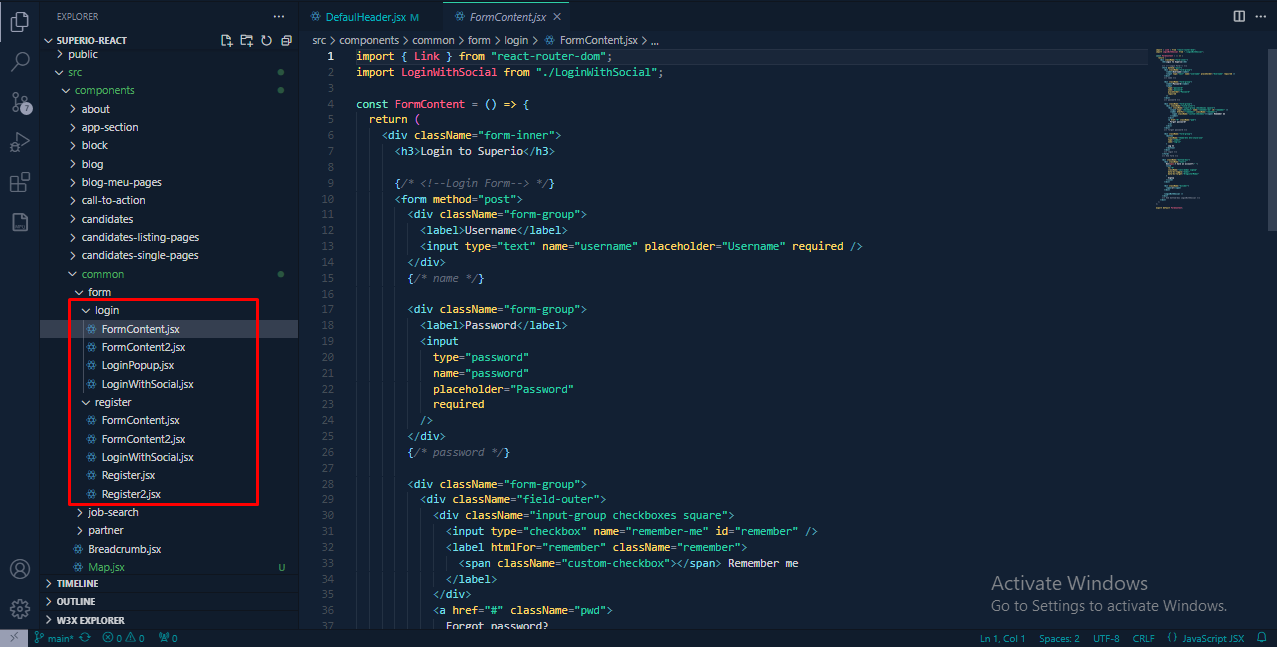 EXPLORER
SUPERIO-REACT
public
src
components
about
app-section
block
blog
blog-meu-pages
call-to-action
candidates
candidates-listing-pages
candidates-single-pages
common
form
login
FormContent.jsx
FormContent2.jsx
LoginPopup.jsx
LoginWithSocial.jsx
register
FormContent.jsx
FormContent2.jsx
LoginWithSocial.jsx
Register.jsx
Register2.jsx
job-search
partner
Breadcrumb.jsx
Map.jsx U
TIMELINE
OUTLINE
W3X EXPLORER
7
DefaulHeader.jsx M
FormContent.jsx
src > components > common > form > login > FormContent.jsx > ...
1 import { Link } from "react-router-dom";
2 import LoginWithSocial from "./LoginWithSocial";
3
4 const FormContent = () => {
5 return (
6 <div className="form-inner">
7 <h3>Login to Superio</h3>
8
9 {/* <!--Login Form--> */}
10 <form method="post">
11 <div className="form-group">
12 <label>Username</label>
13 <input type="text" name="username" placeholder="Username" required />
14 </div>
15 {/* name */}
16
17 <div className="form-group">
18 <label>Password</label>
19 <input
20 type="password"
21 name="password"
22 placeholder="Password"
23 required
24 />
25 </div>
26 {/* password */}
27
28 <div className="form-group">
29 <div className="field-outer">
30 <div className="input-group checkboxes square">
31 <input type="checkbox" name="remember-me" id="remember" />
32 <label htmlFor="remember" className="remember">
33 <span className="custom-checkbox"></span> Remember me
34 </label>
35 </div>
36 <a href="#" className="pwd">
37 Forgot password?
Activate Windows
Go to Settings to activate Windows.
main* 0 0 0
Ln 1, Col 1 Spaces: 2 UTF-8 CRLF {} JavaScript JSX